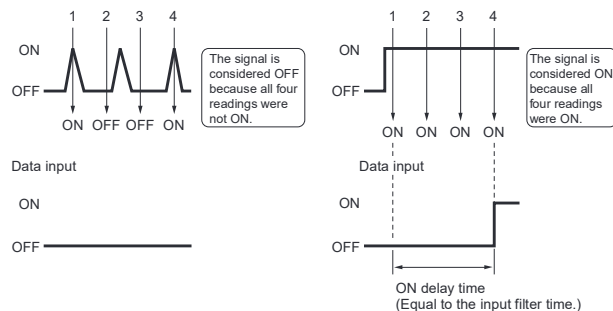 1 2 3 4
ON
OFF
The signal is
considered OFF
because all four
readings were
not ON.
ON OFF OFF ON
Data input
ON
OFF
1 2 3 4
ON
OFF
The signal is
considered ON
because all
four readings
were ON.
ON ON ON ON
Data input
ON
OFF
ON delay time
(Equal to the input filter time.)